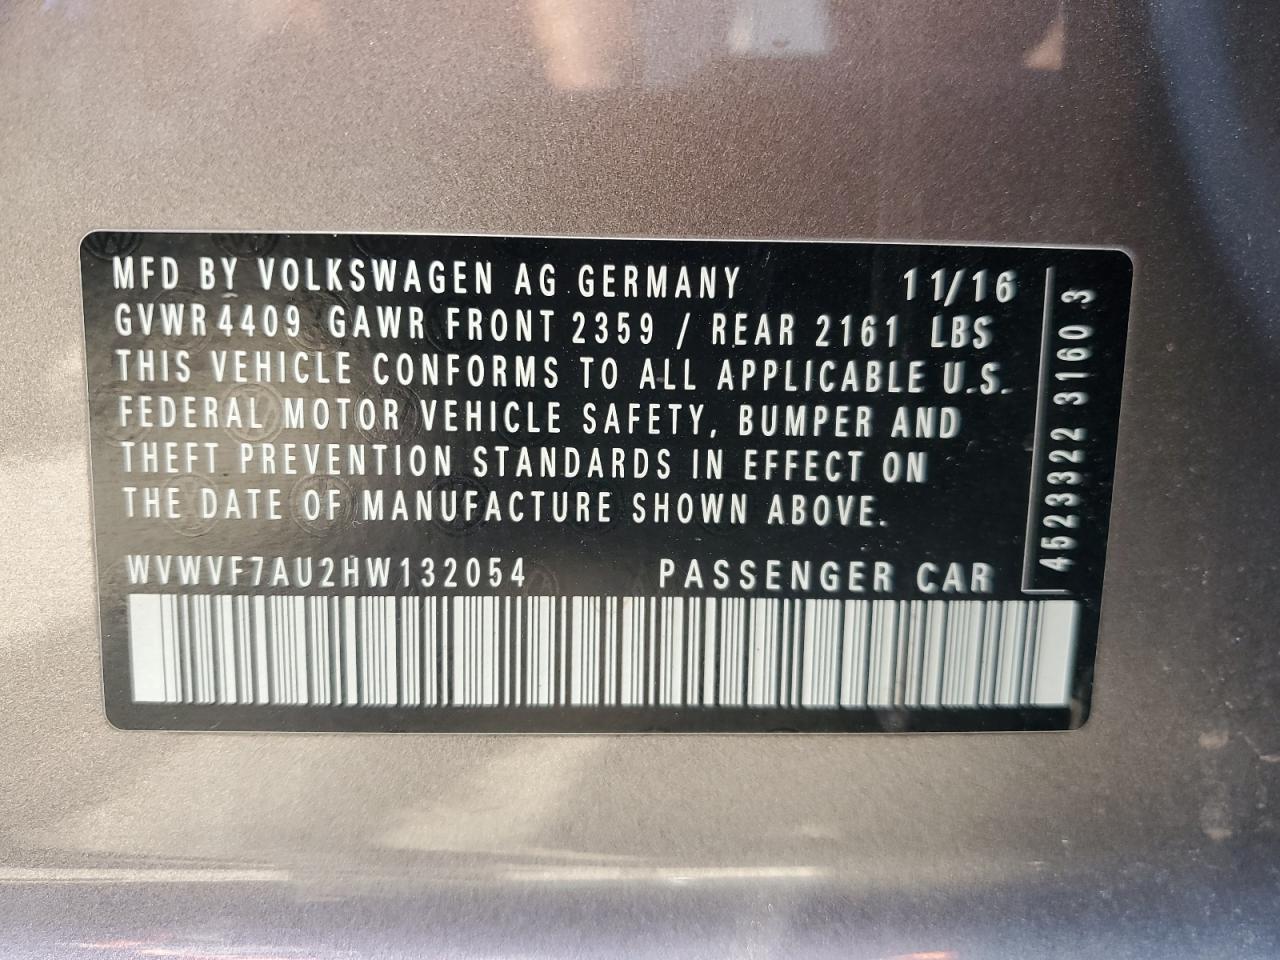 MFD BY VOLKSWAGEN AG GERMANY 11/16
GVWR 4409 GAWR FRONT 2359 / REAR 2161 LBS
THIS VEHICLE CONFORMS TO ALL APPLICABLE U.S.
FEDERAL MOTOR VEHICLE SAFETY, BUMPER AND
THEFT PREVENTION STANDARDS IN EFFECT ON
THE DATE OF MANUFACTURE SHOWN ABOVE.
WVWVF7AU2HW132054 PASSENGER CAR
4523322 3160 3